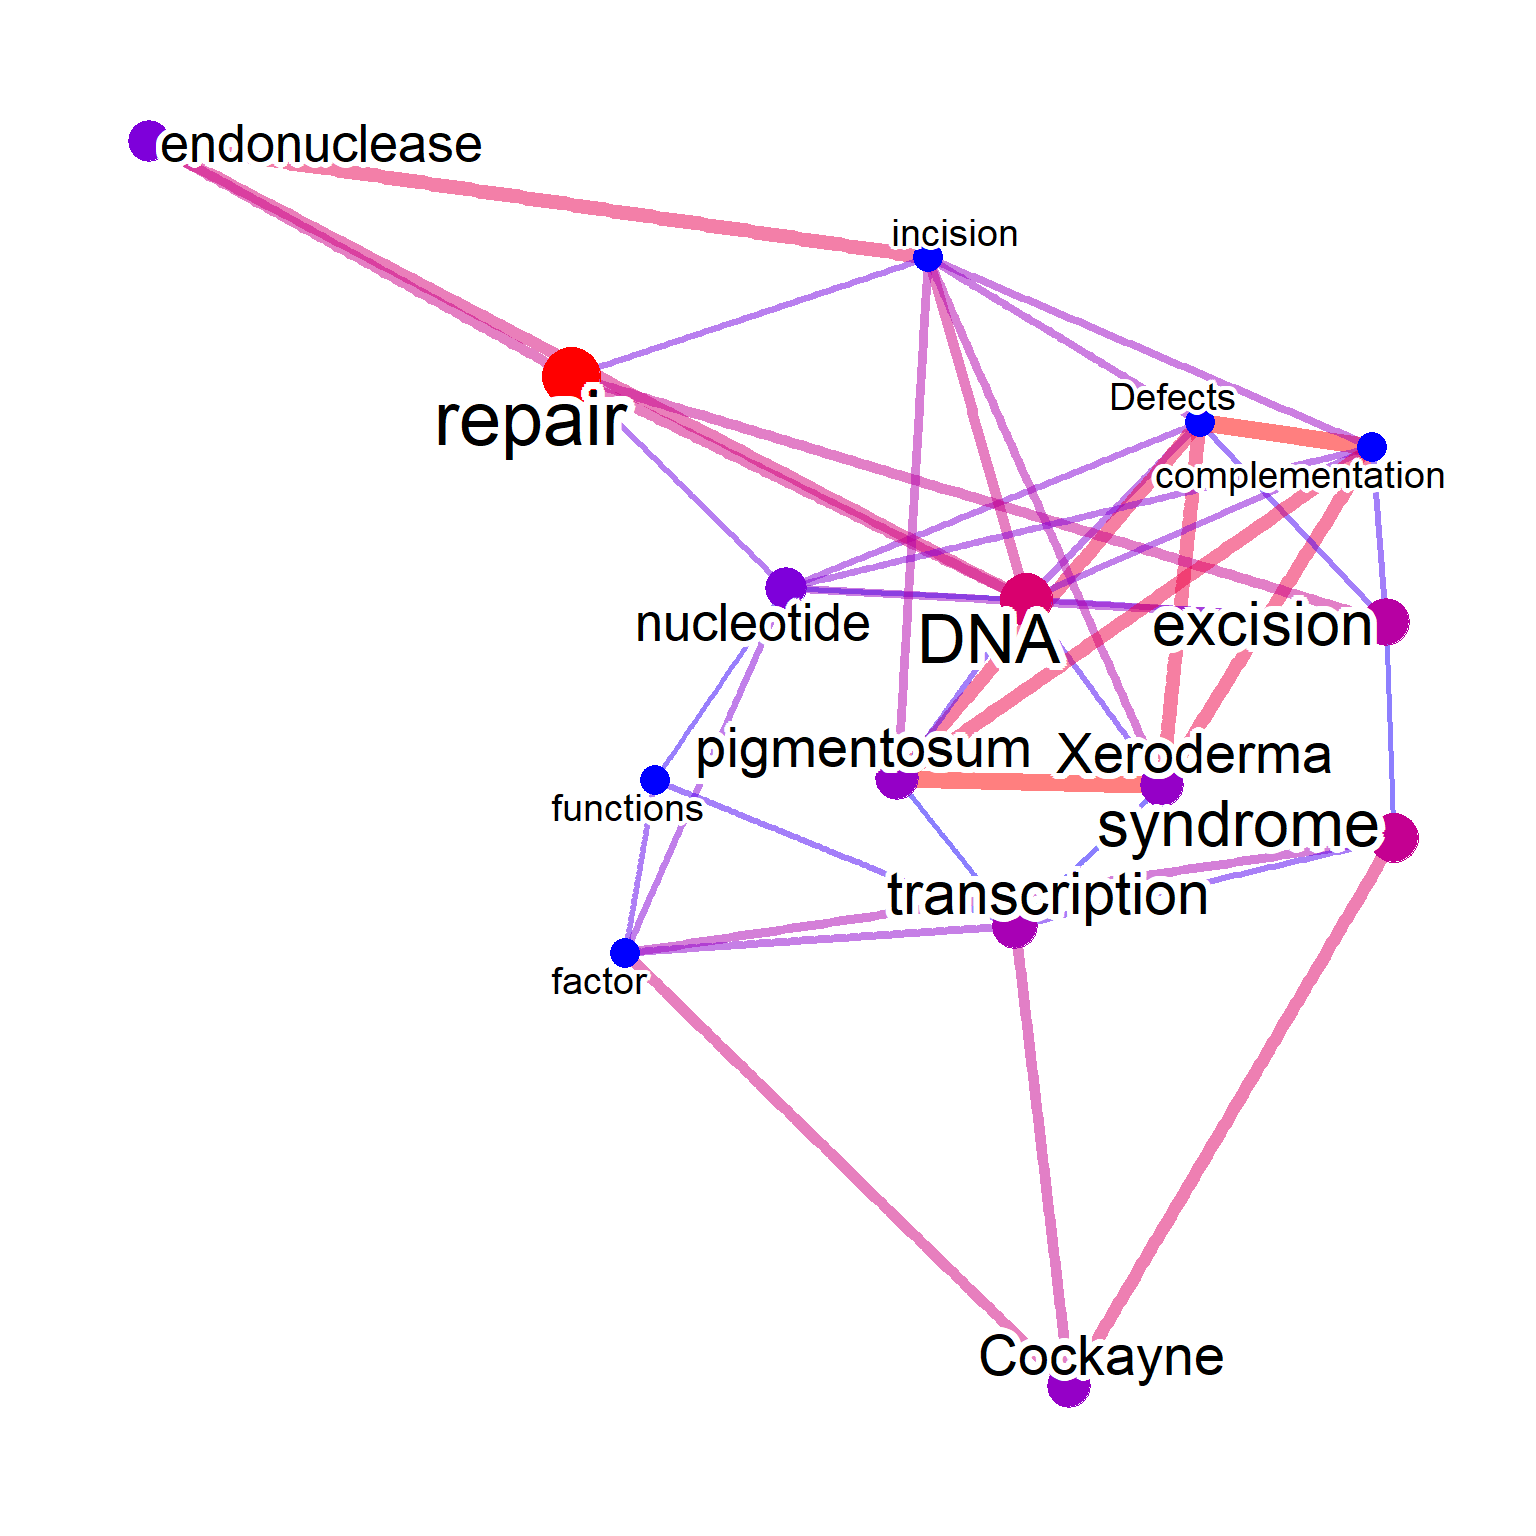 endonuclease
incision
Defects
repair
complementation
nucleotide
DNA
excision
pigmentosum
Xeroderma
functions
syndrome
transcription
factor
Cockayne